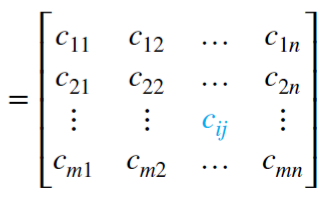 = [ c₁₁ c₁₂ … c₁ₙ
c₂₁ c₂₂ … c₂ₙ
⋮ ⋮ cᵢⱼ ⋮
cₘ₁ cₘ₂ … cₘₙ ]